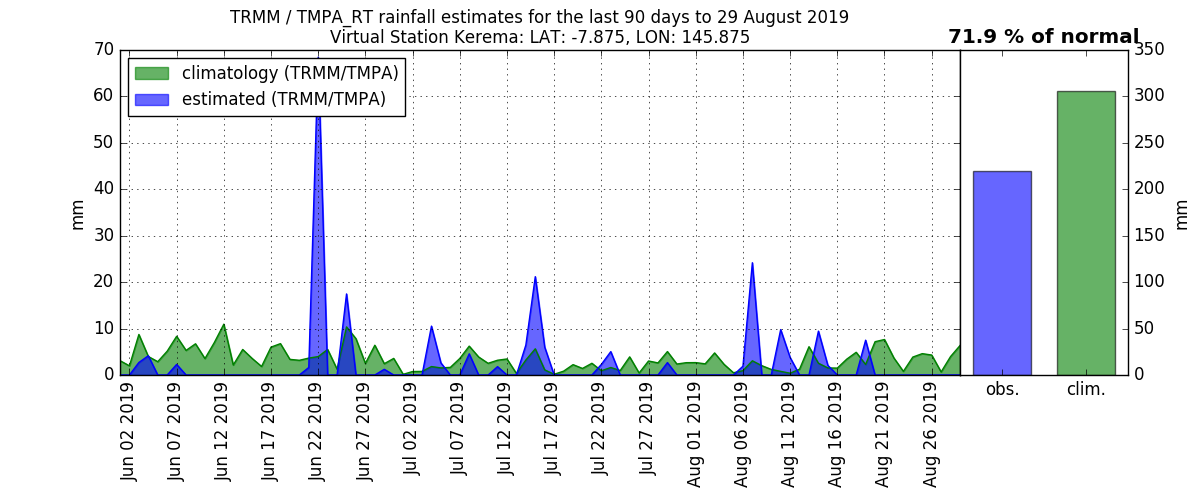 TRMM / TMPA_RT rainfall estimates for the last 90 days to 29 August 2019
Virtual Station Kerema: LAT: -7.875, LON: 145.875
71.9 % of normal
climatology (TRMM/TMPA)
estimated (TRMM/TMPA)
mm
70
60
50
40
30
20
10
0
Jun 02 2019
Jun 07 2019
Jun 12 2019
Jun 17 2019
Jun 22 2019
Jun 27 2019
Jul 02 2019
Jul 07 2019
Jul 12 2019
Jul 17 2019
Jul 22 2019
Jul 27 2019
Aug 01 2019
Aug 06 2019
Aug 11 2019
Aug 16 2019
Aug 21 2019
Aug 26 2019
obs.
clim.
350
300
250
200
150
100
50
0
mm